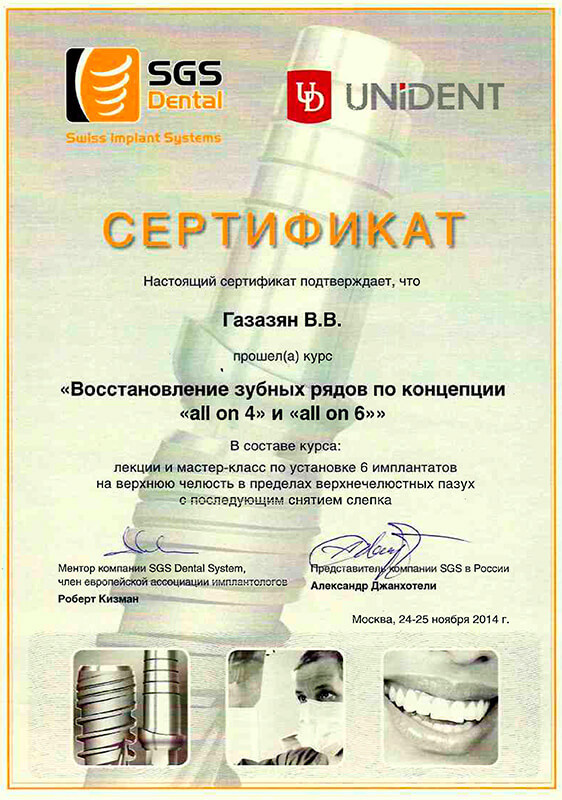 SGS
Dental
Swiss Implant Systems
UD
UNiDENT
СЕРТИФИКАТ
Настоящий сертификат подтверждает, что
Газазян В.В.
прошел(а) курс
«Восстановление зубных рядов по концепции
«all on 4» и «all on 6»»
В составе курса:
лекции и мастер-класс по установке 6 имплантатов
на верхнюю челюсть в пределах верхнечелюстных пазух
с последующим снятием слепка
Ментор компании SGS Dental System,
член европейской ассоциации имплантологов
Роберт Кизман
Представитель компании SGS в России
Александр Джанхотели
Москва, 24-25 ноября 2014 г.